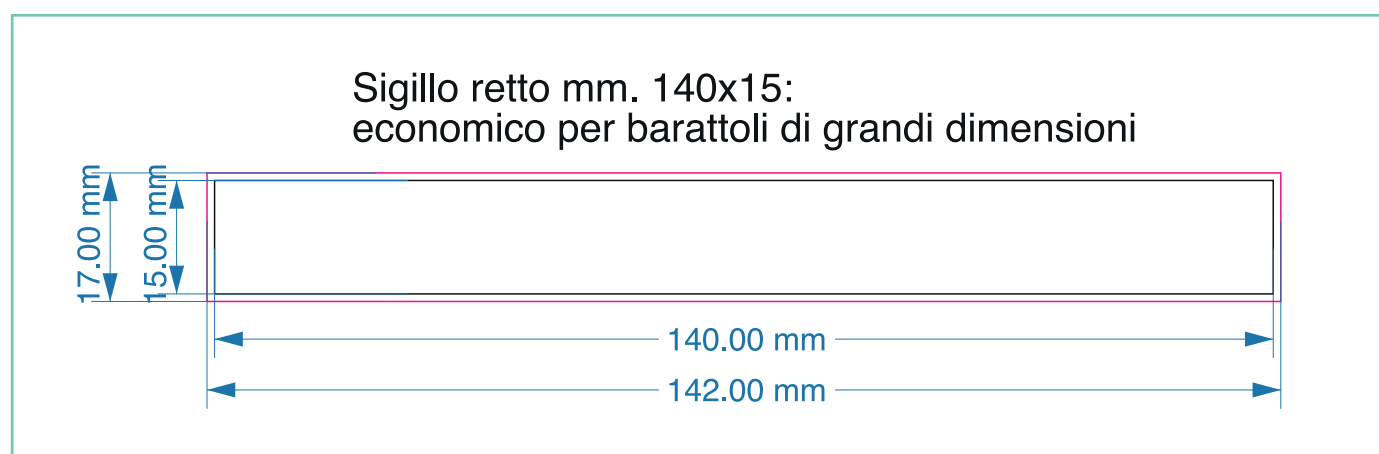 Sigillo retto mm. 140x15:
economico per barattoli di grandi dimensioni
17.00 mm
15.00 mm
140.00 mm
142.00 mm